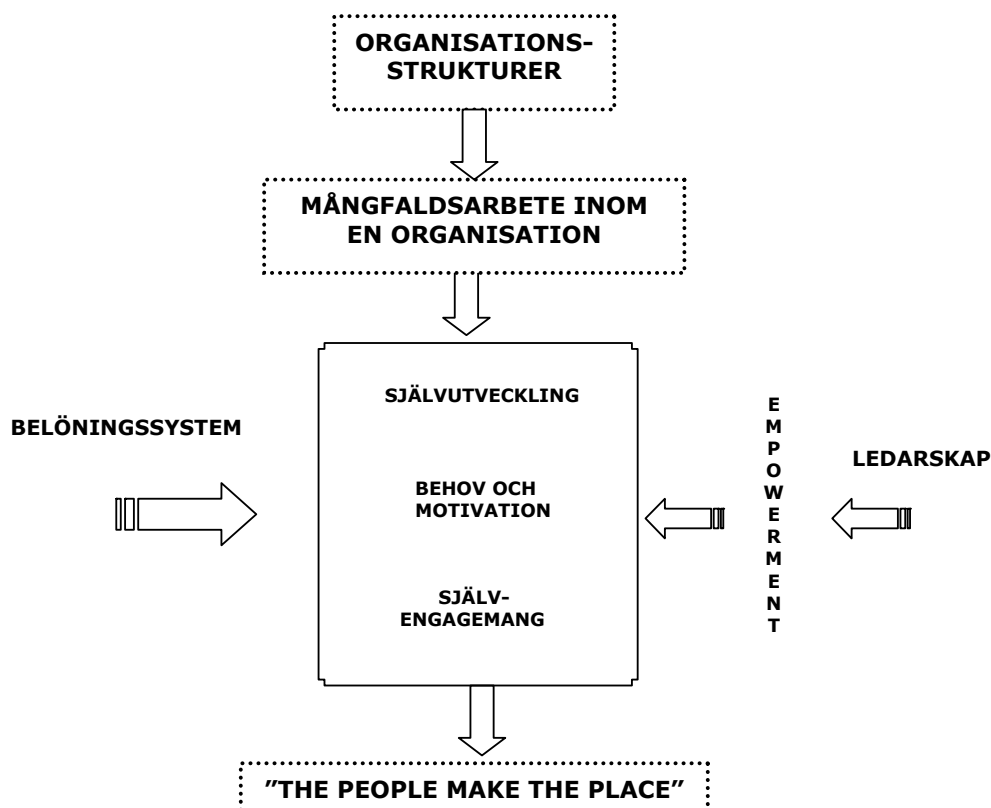 ORGANISATIONS-
STRUKTURER
MÅNGFALDSARBETE INOM
EN ORGANISATION
SJÄLVUTVECKLING
BELÖNINGSSYSTEM
BEHOV OCH
MOTIVATION
SJÄLV-
ENGAGEMANG
EMPOWERMENT
LEDARSKAP
”THE PEOPLE MAKE THE PLACE”